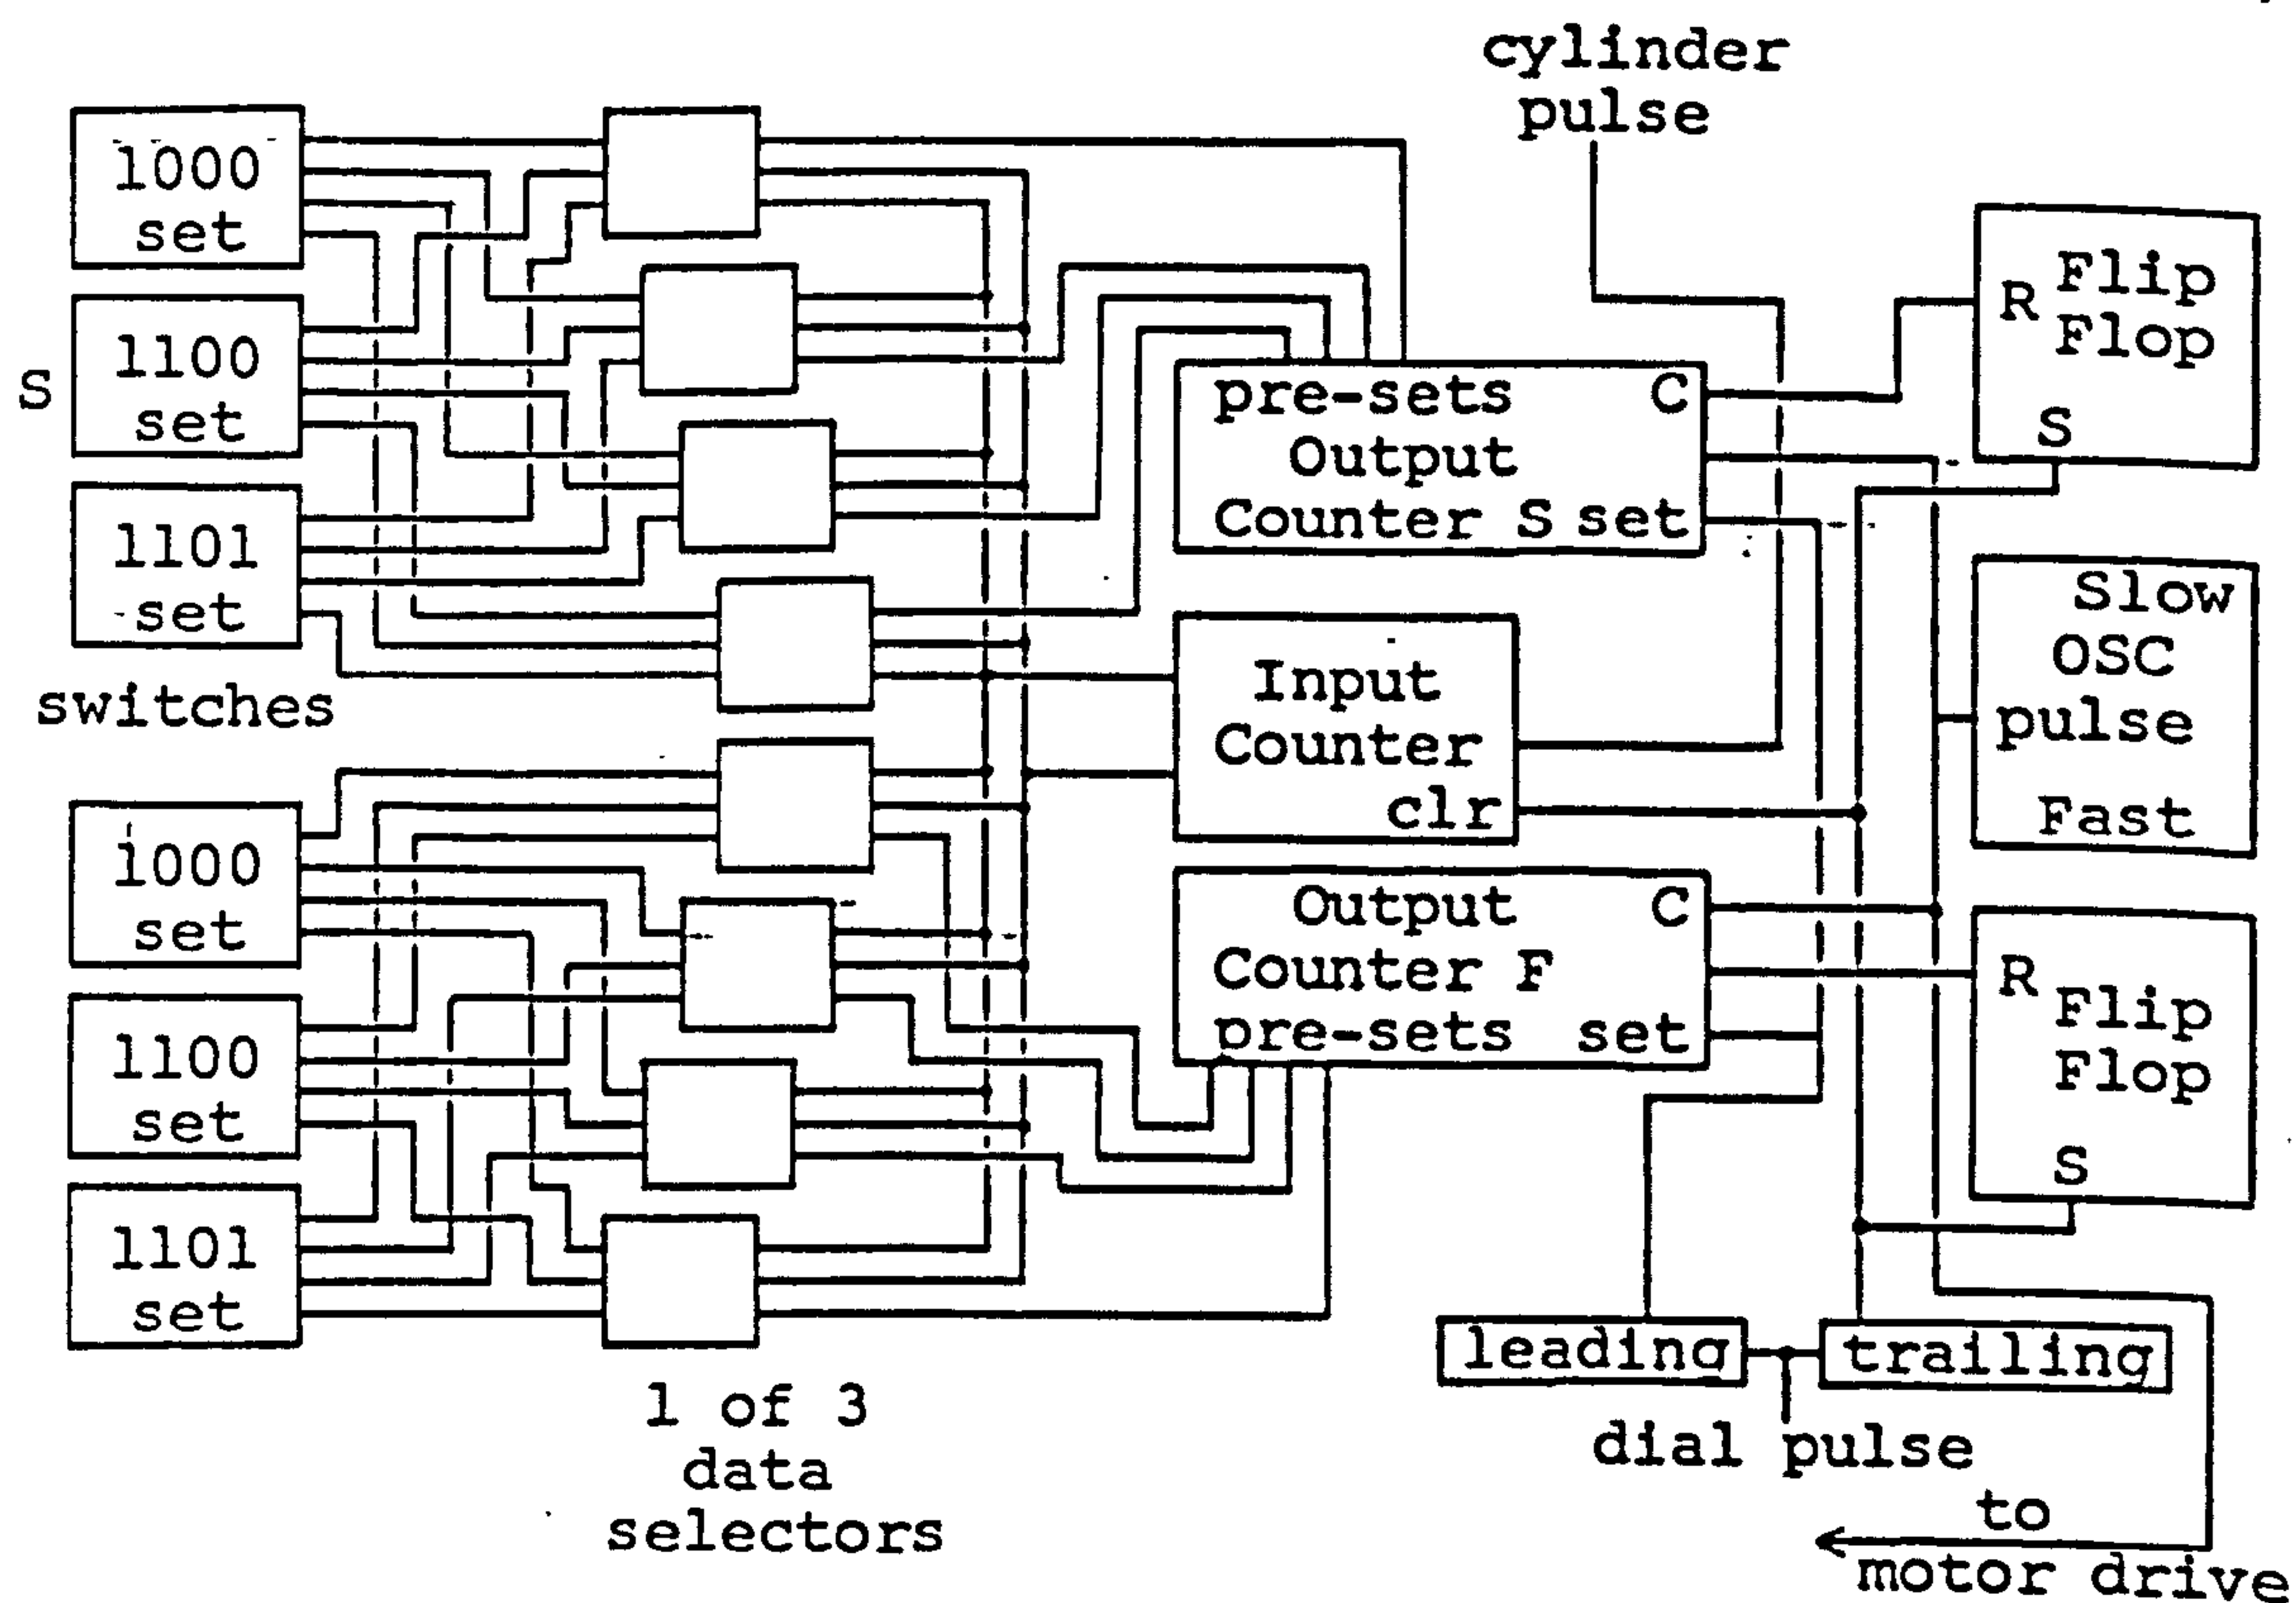 cylinder
pulse
1000
set
1100
set
1101
set
S
switches
1000
set
1100
set
1101
set
1 of 3
data
selectors
pre-sets C
Output
Counter S set
Input
Counter
clr
Output C
Counter F
pre-sets set
Flip
R
Flop
S
Slow
OSC
pulse
Fast
R
Flip
Flop
S
leading
trailing
dial pulse
to
motor drive